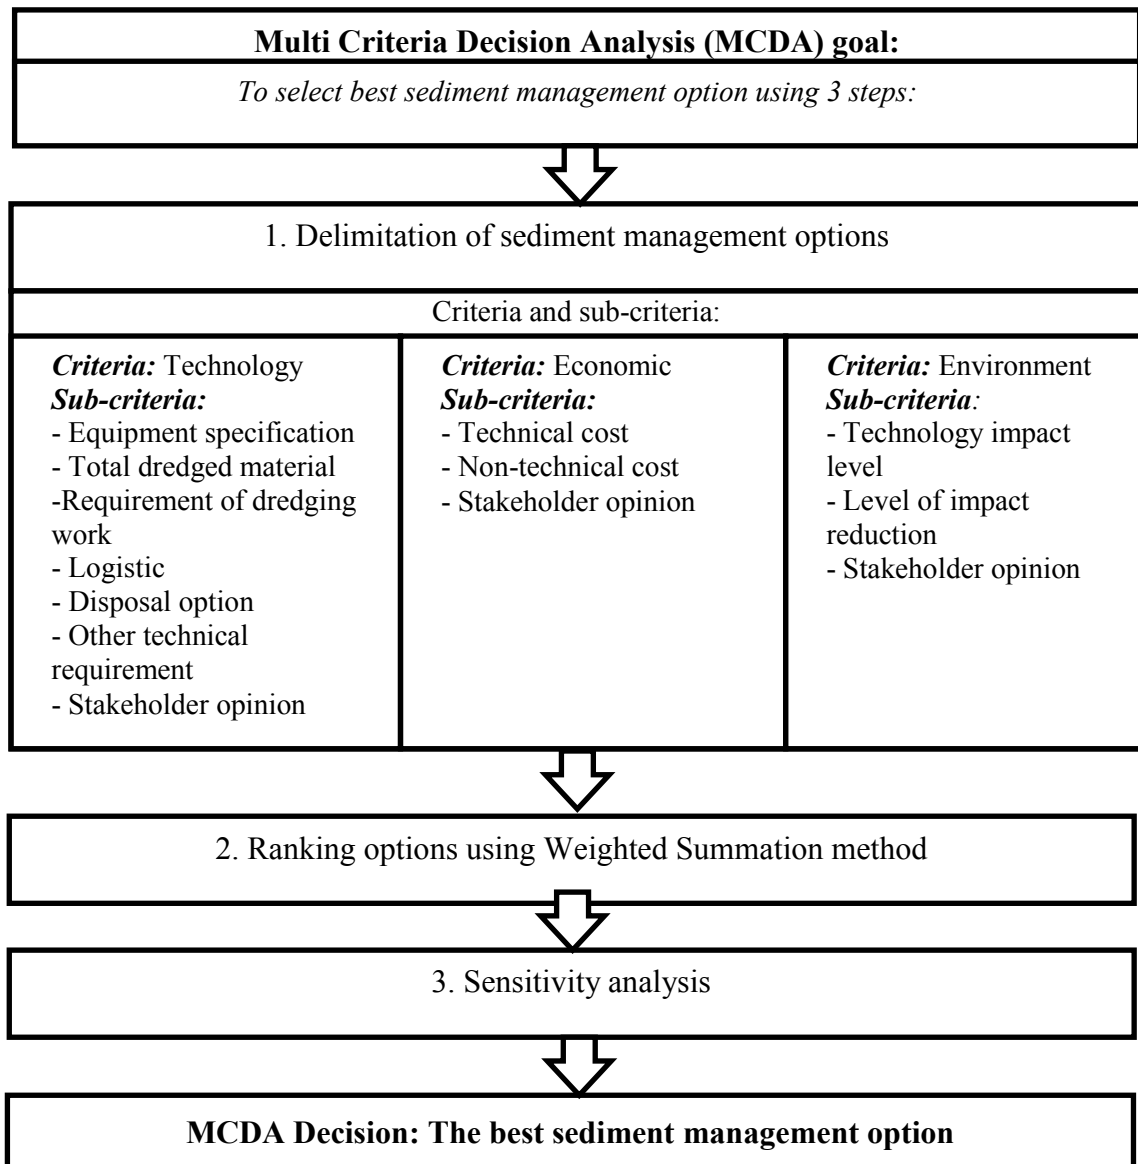 Multi Criteria Decision Analysis (MCDA) goal:
To select best sediment management option using 3 steps:
1. Delimitation of sediment management options
Criteria and sub-criteria:
Criteria: Technology
Sub-criteria:
- Equipment specification
- Total dredged material
-Requirement of dredging
work
- Logistic
- Disposal option
- Other technical
requirement
- Stakeholder opinion
Criteria: Economic
Sub-criteria:
- Technical cost
- Non-technical cost
- Stakeholder opinion
Criteria: Environment
Sub-criteria:
- Technology impact
level
- Level of impact
reduction
- Stakeholder opinion
2. Ranking options using Weighted Summation method
3. Sensitivity analysis
MCDA Decision: The best sediment management option